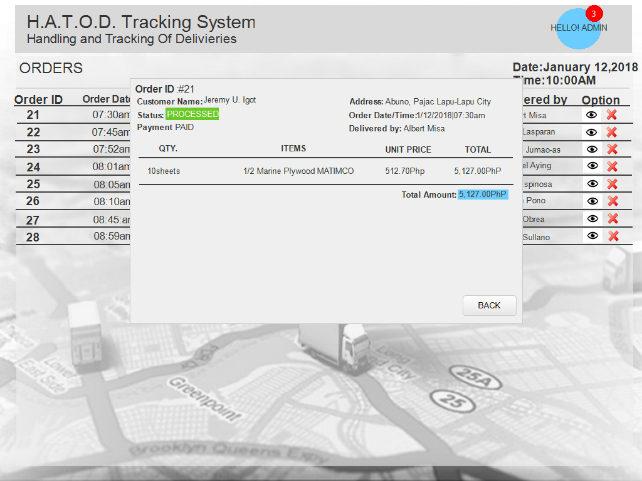 H.A.T.O.D. Tracking System
Handling and Tracking Of Delivieries
3
HELLO! ADMIN
ORDERS
Date:January 12,2018
Time:10:00AM
Order ID Order Dat ered by Option
21 07:30am t Misa
22 07:45am Lasparan
23 07:52am Jumao-as
24 08:01am el Aying
25 08:05am spinosa
26 08:10am Pono
27 08:45 am Obrea
28 08:59am Sullano
Order ID #21
Customer Name: Jeremy U. Igot
Address: Abuno, Pajac Lapu-Lapu City
Status: PROCESSED
Order Date/Time:1/12/2018|07:30am
Payment PAID
Delivered by: Albert Misa
QTY. ITEMS UNIT PRICE TOTAL
10sheets 1/2 Marine Plywood MATIMCO 512.70Php 5,127.00PhP
Total Amount: 5,127.00PhP
BACK
Greenpoint
Long
City
25A
25
East Side
Brooklyn Queens Expy